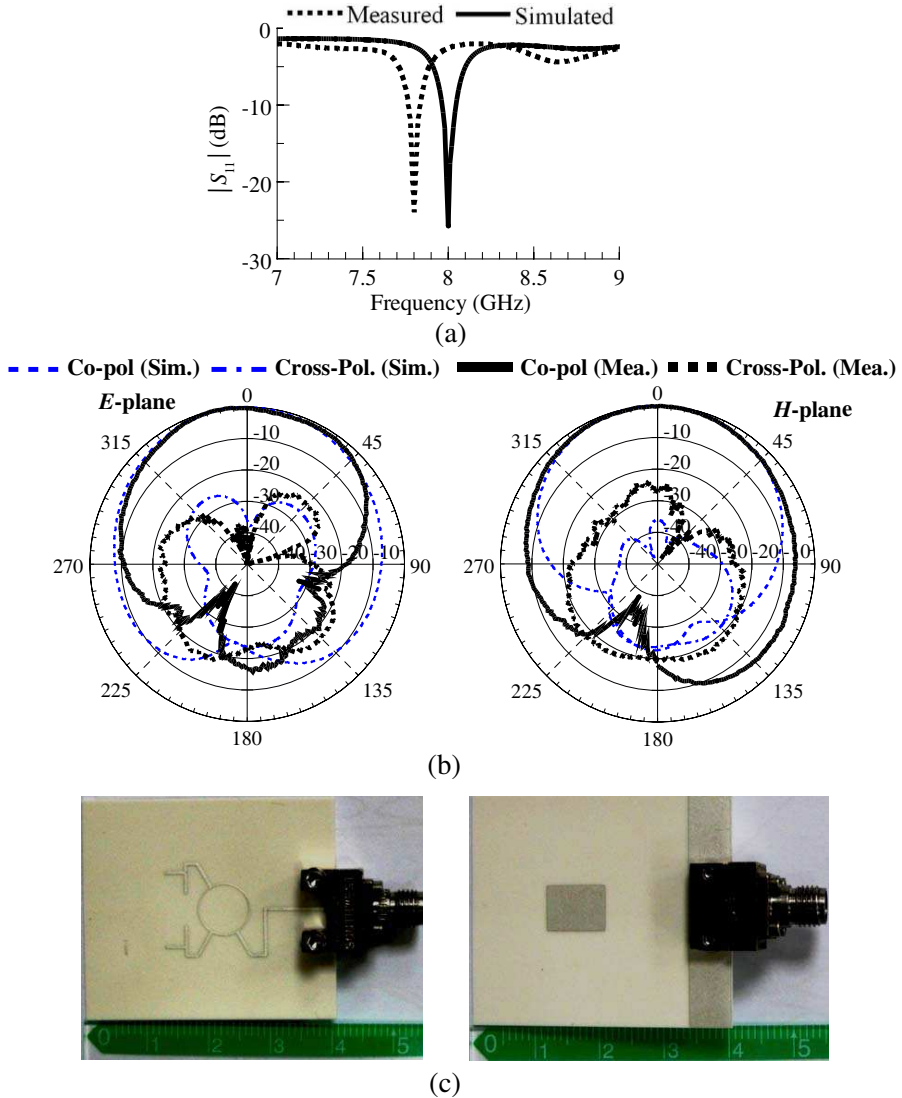 Measured Simulated
0
-10
-20
-30
|S₁₁| (dB)
7 7.5 8 8.5 9
Frequency (GHz)
(a)
Co-pol (Sim.) Cross-Pol. (Sim.) Co-pol (Mea.) Cross-Pol. (Mea.)
E-plane
0
45
90
135
180
225
270
315
-10
-20
-30
-40
-40 -30 -20 -10
H-plane
0
45
90
135
180
225
270
315
-10
-20
-30
-40
-40 -30 -20 -10
(b)
0 1 2 3 4 5
0 1 2 3 4 5
(c)